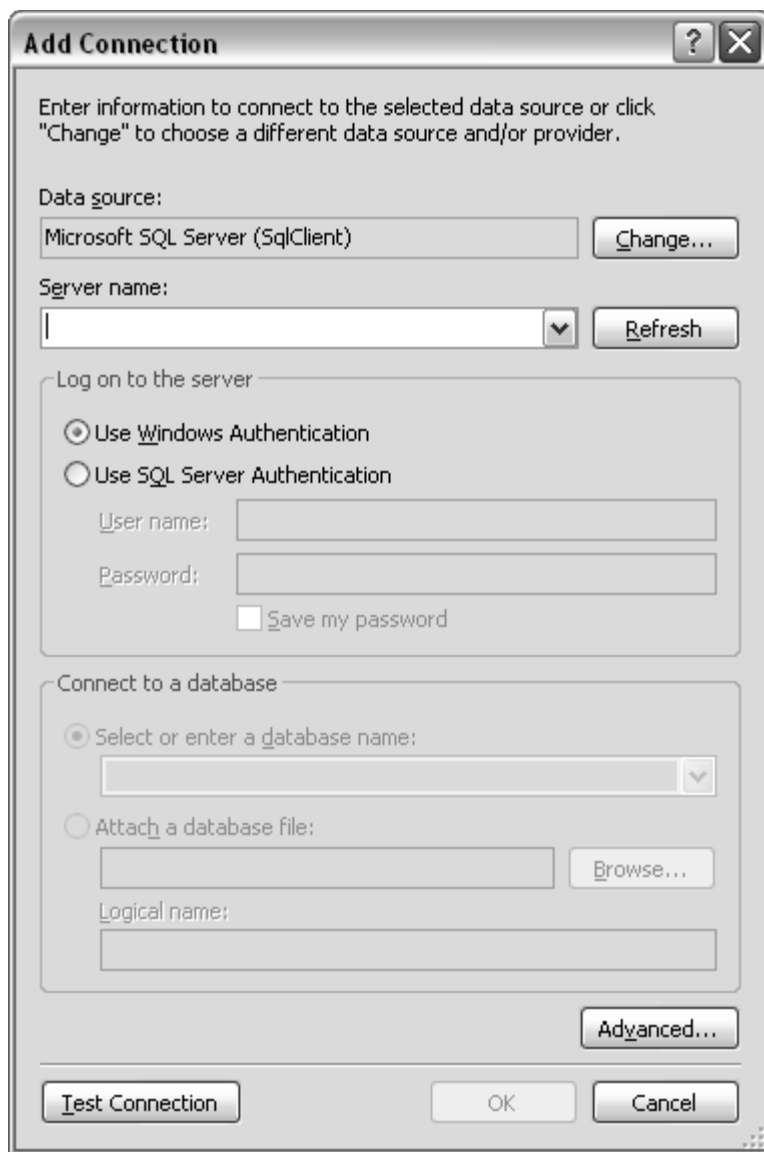 Add Connection
Enter information to connect to the selected data source or click
"Change" to choose a different data source and/or provider.
Data source:
Microsoft SQL Server (SqlClient)
Change...
Server name:
Refresh
Log on to the server
Use Windows Authentication
Use SQL Server Authentication
User name:
Password:
Save my password
Connect to a database
Select or enter a database name:
Attach a database file:
Browse...
Logical name:
Advanced...
Test Connection
OK
Cancel